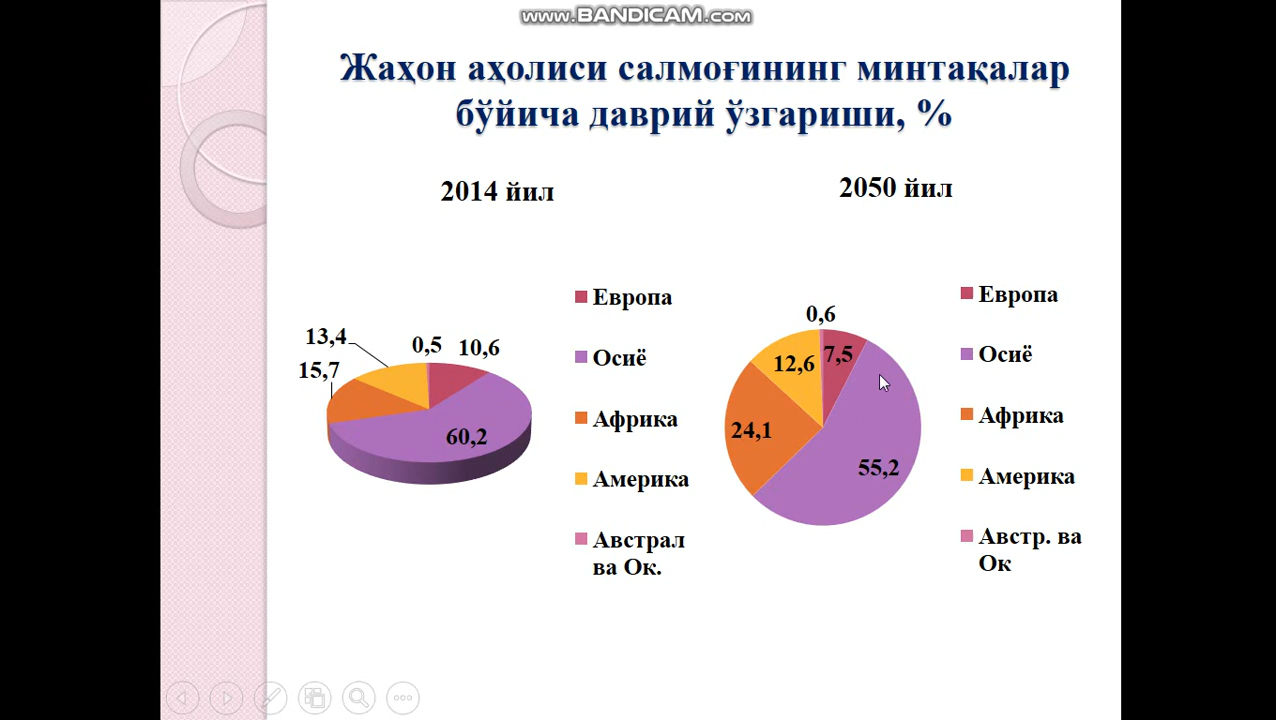 www.BANDICAM.com
Жаҳон аҳолиси салмоғининг минтақалар
бўйича даврий ўзгариши, %
2014 йил
13,4
0,5
10,6
15,7
60,2
Европа
Осиё
Африка
Америка
Австрал
ва Ок.
2050 йил
0,6
7,5
12,6
24,1
55,2
Европа
Осиё
Африка
Америка
Австр. ва
Ок